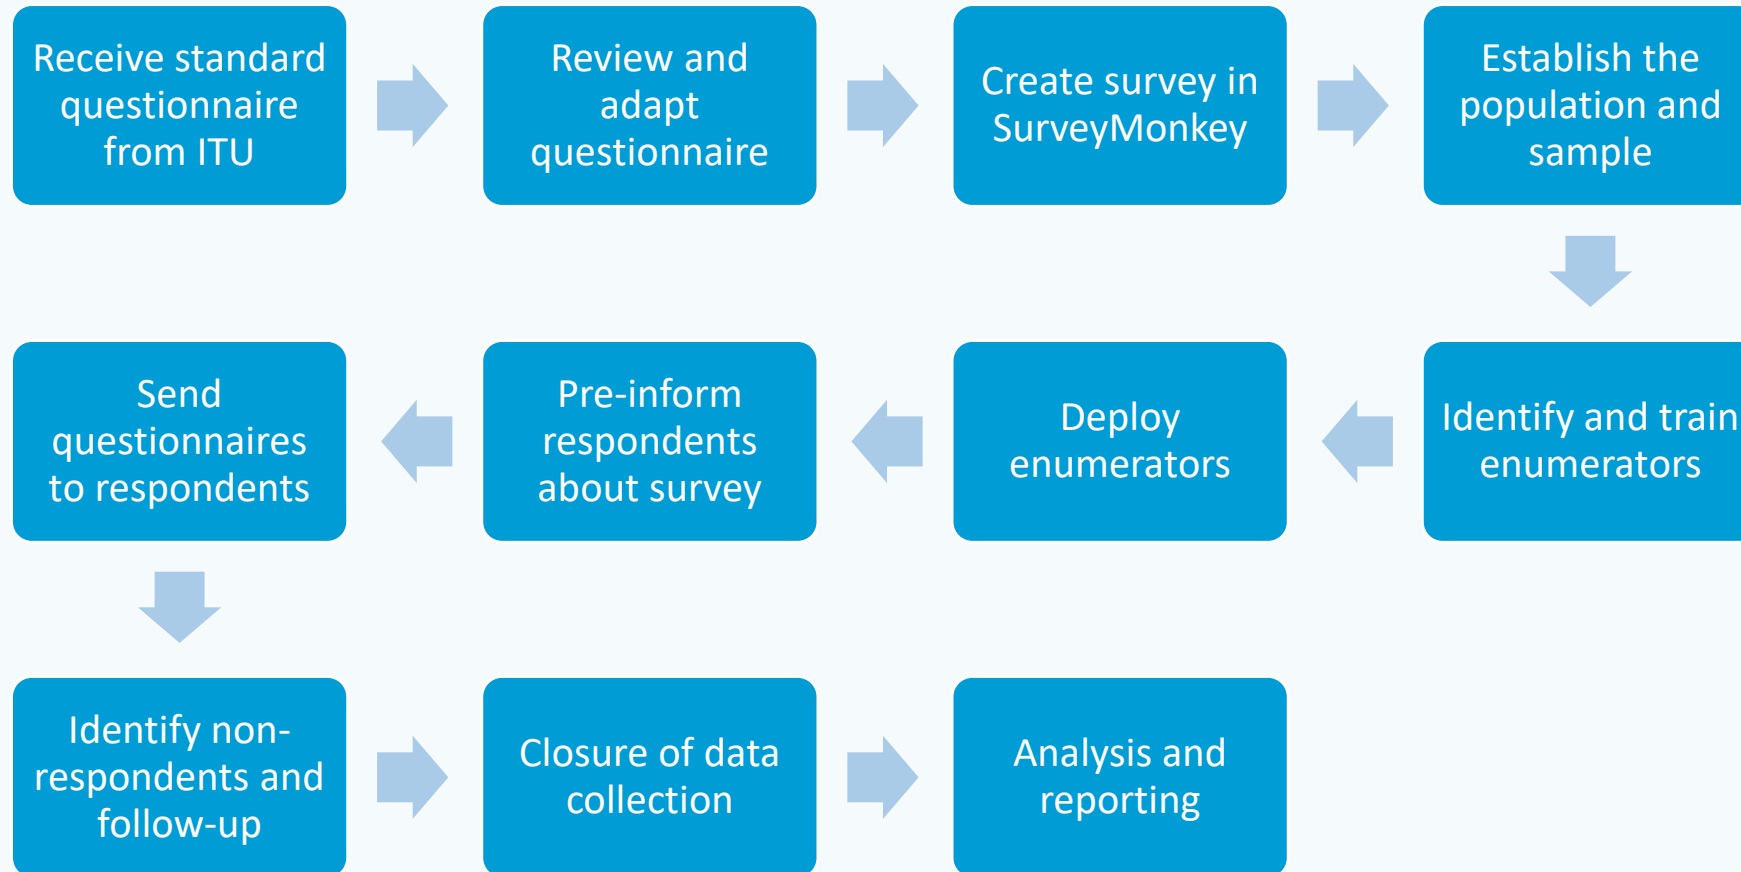 Receive standard
questionnaire
from ITU
Review and
adapt
questionnaire
Create survey in
SurveyMonkey
Establish the
population and
sample
Identify and train
enumerators
Deploy
enumerators
Pre-inform
respondents
about survey
Send
questionnaires
to respondents
Identify non-
respondents and
follow-up
Closure of data
collection
Analysis and
reporting